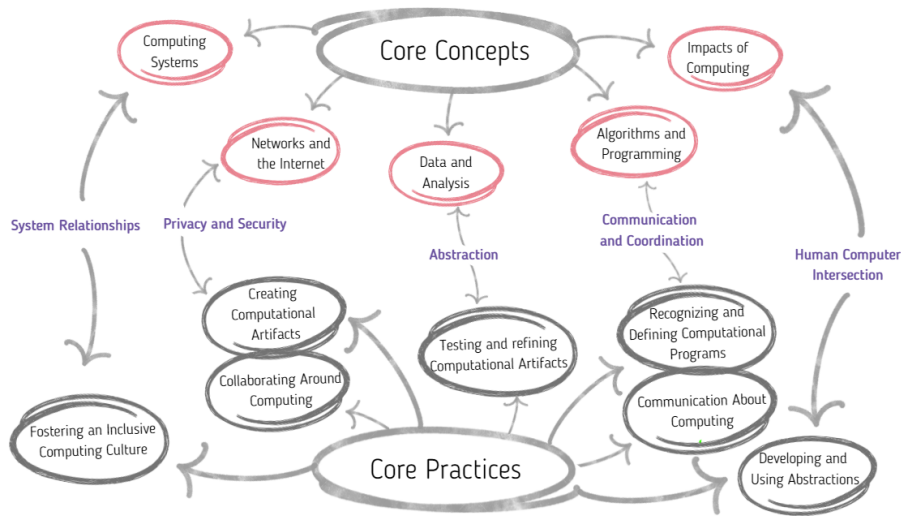 Core Concepts
Computing
Systems
Impacts of
Computing
Networks and
the Internet
Data and
Analysis
Algorithms and
Programming
System Relationships
Privacy and Security
Abstraction
Communication
and Coordination
Human Computer
Intersection
Creating
Computational
Artifacts
Collaborating Around
Computing
Testing and refining
Computational Artifacts
Recognizing and
Defining Computational
Programs
Communication About
Computing
Fostering an Inclusive
Computing Culture
Core Practices
Developing and
Using Abstractions